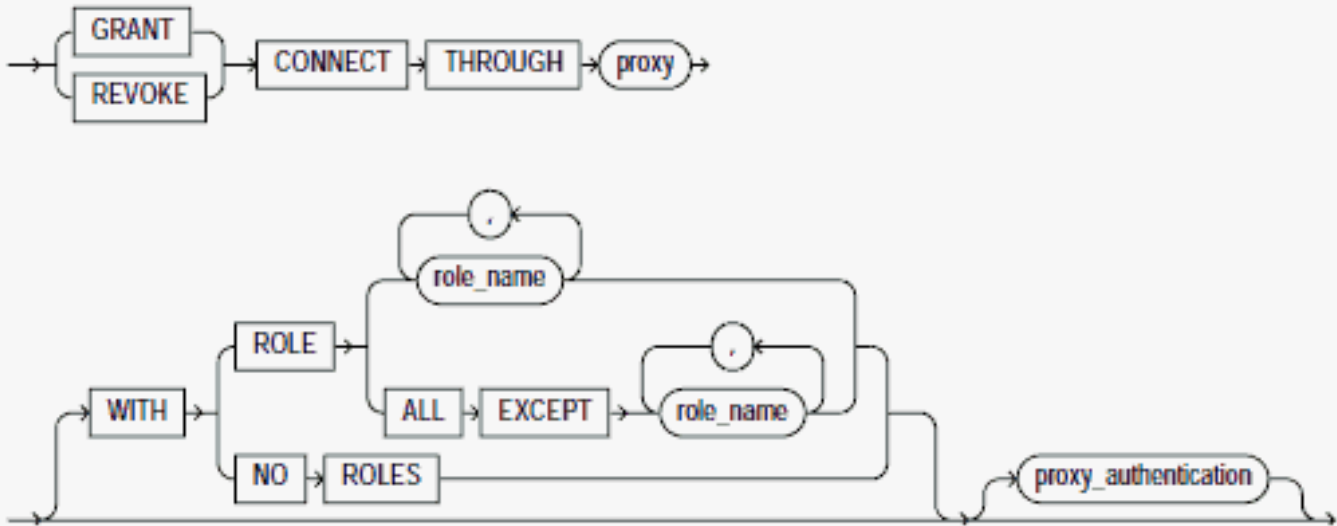 GRANT
REVOKE
CONNECT THROUGH proxy
,
role_name
ROLE
,
WITH
ALL EXCEPT role_name
NO ROLES
proxy_authentication